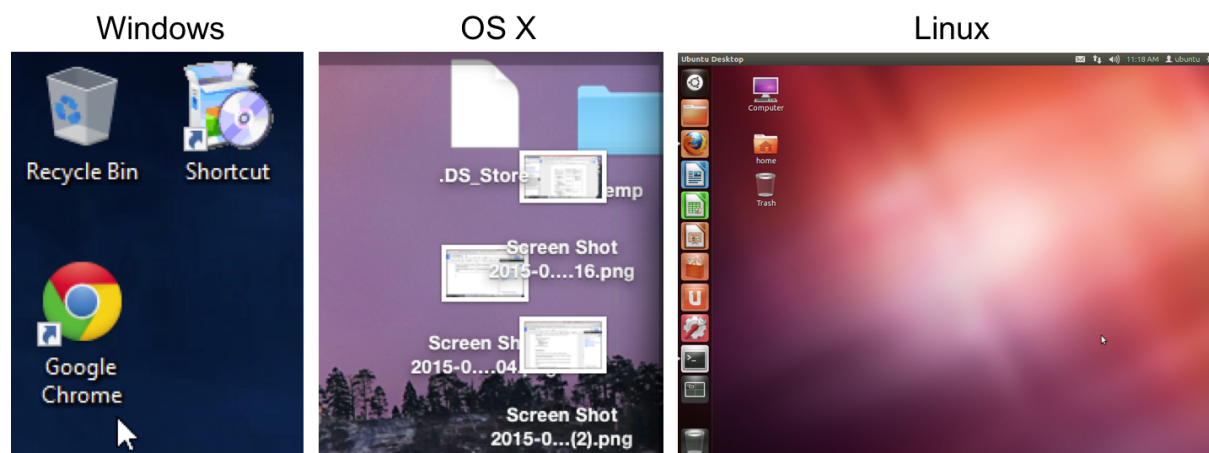 Windows
OS X
Linux
Recycle Bin
Shortcut
Google
Chrome
.DS_Store
emp
Screen Shot
2015-0....16.png
Screen Sh
2015-0....04
Screen Shot
2015-0...(2).png
Ubuntu Desktop
11:18 AM
ubuntu
Computer
home
Trash